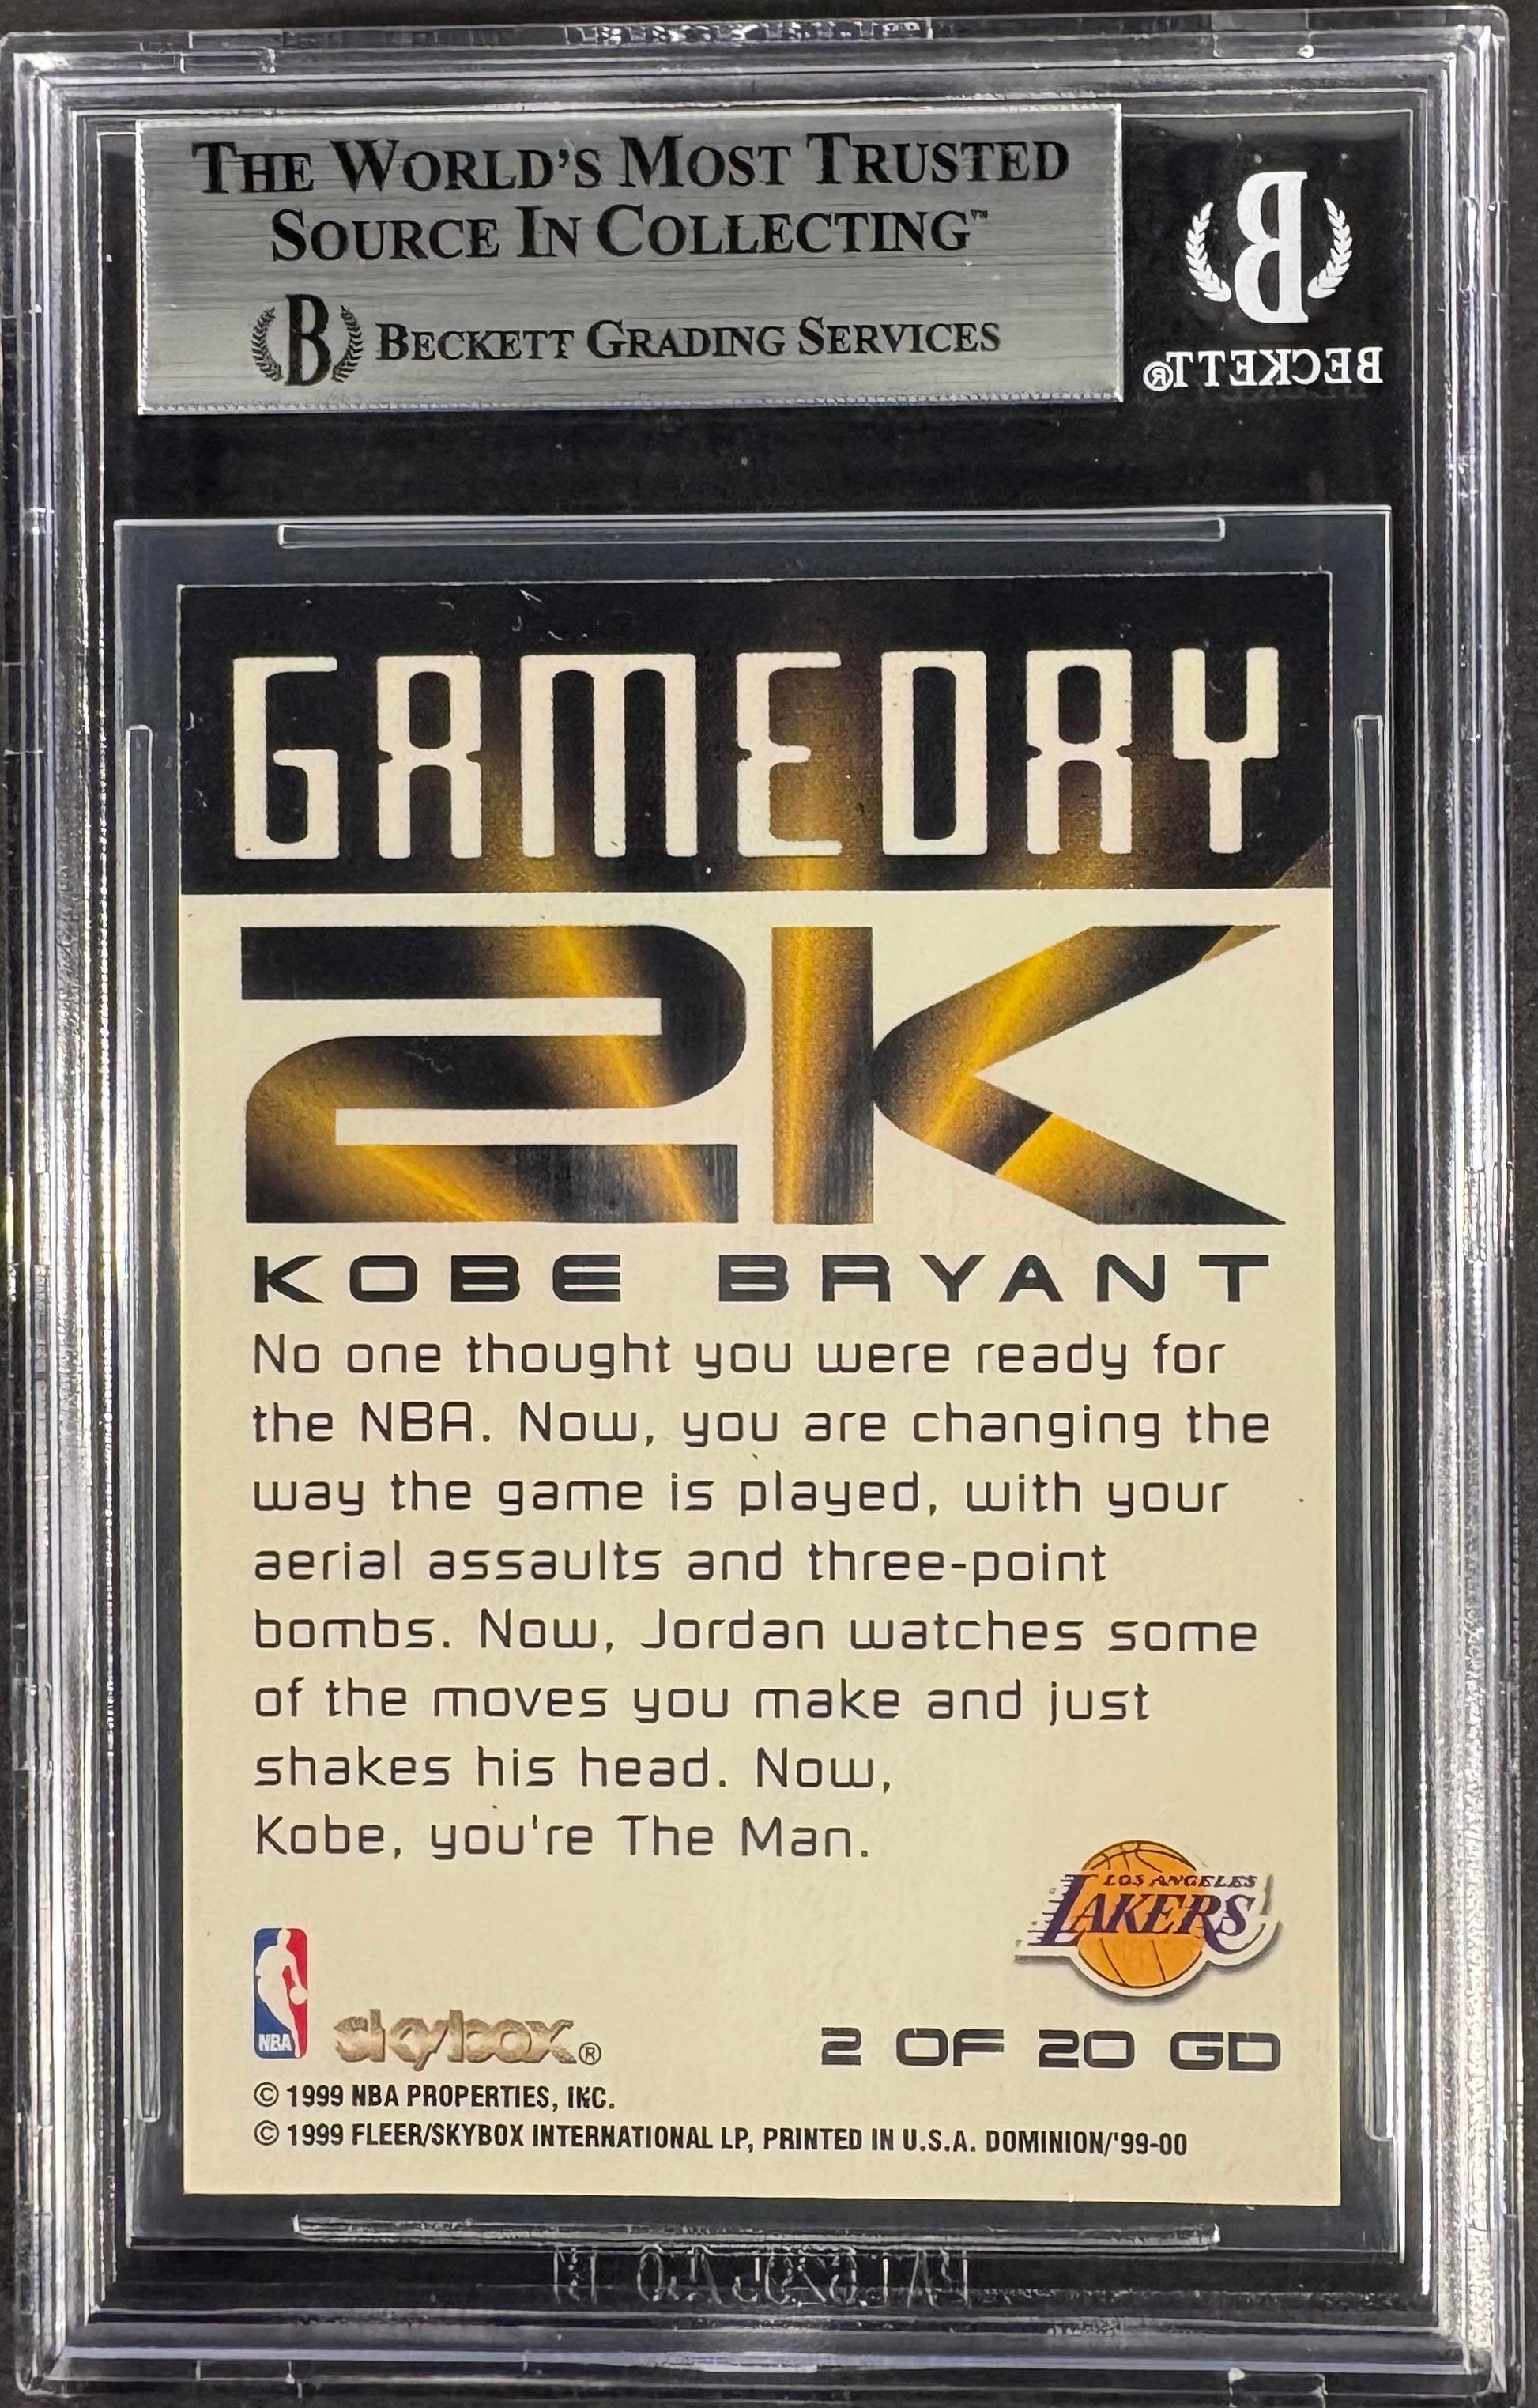 THE WORLD'S MOST TRUSTED
SOURCE IN COLLECTING™
B BECKETT GRADING SERVICES
B
BECKETT®
GAMEDAY
2K
KOBE BRYANT
No one thought you were ready for
the NBA. Now, you are changing the
way the game is played, with your
aerial assaults and three-point
bombs. Now, Jordan watches some
of the moves you make and just
shakes his head. Now,
Kobe, you're The Man.
LOS ANGELES
LAKERS
NBA
skybox®
2 OF 20 GD
© 1999 NBA PROPERTIES, INC.
© 1999 FLEER/SKYBOX INTERNATIONAL LP, PRINTED IN U.S.A. DOMINION/'99-00